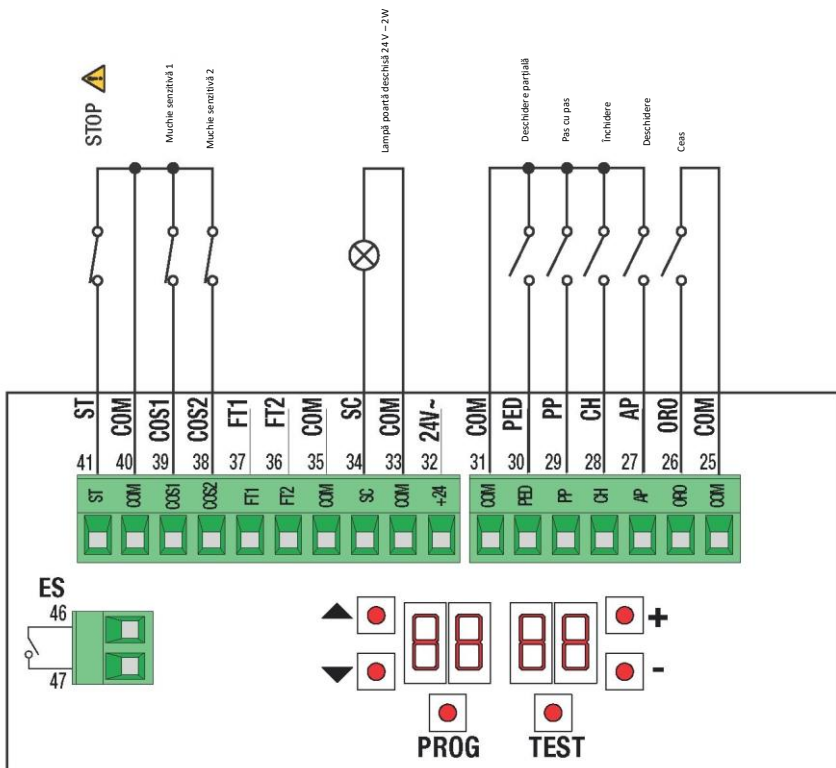 STOP
Muchie senzitivă 1
Muchie senzitivă 2
Lampă poartă deschisă 24 V – 2W
Deschidere parțială
Pas cu pas
Închidere
Deschidere
Ceas
ST COM COS1 COS2 FT1 FT2 COM SC COM 24V~ COM PED PP CH AP ORO COM
41 40 39 38 37 36 35 34 33 32 31 30 29 28 27 26 25
ST COM COS1 COS2 FT1 FT2 COM SC COM +24 COM PED PP CH AP ORO COM
ES
46
47
88 88
+
-
PROG TEST